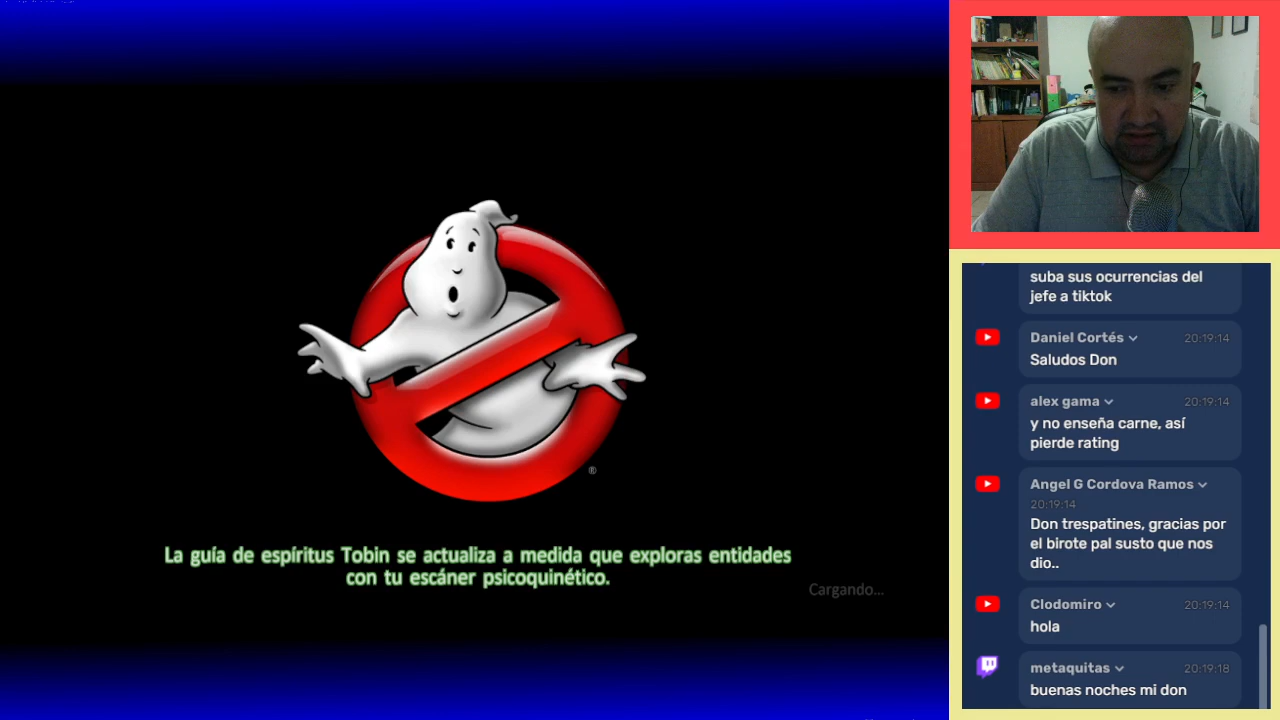 La guía de espíritus Tobin se actualiza a medida que exploras entidades
con tu escáner psicoquinético.
Cargando...
®
suba sus ocurrencias del
jefe a tiktok
Daniel Cortés 20:19:14
Saludos Don
alex gama 20:19:14
y no enseña carne, así
pierde rating
Angel G Cordova Ramos
20:19:14
Don trespatines, gracias por
el birote pal susto que nos
dio..
Clodomiro 20:19:14
hola
metaquitas 20:19:18
buenas noches mi don